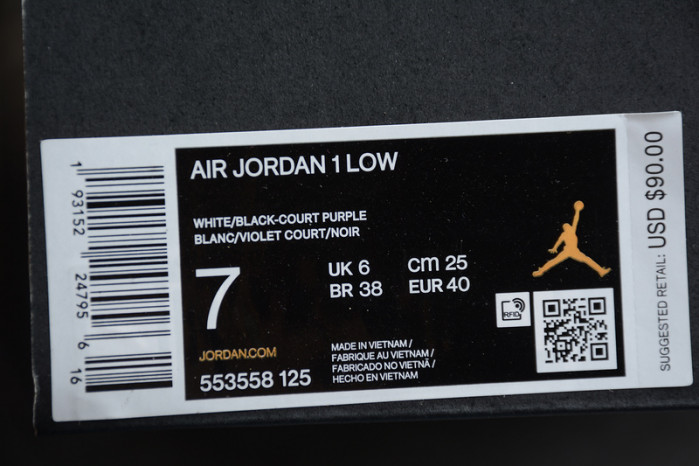 AIR JORDAN 1 LOW
WHITE/BLACK-COURT PURPLE
BLANC/VIOLET COURT/NOIR
7
UK 6
cm 25
BR 38
EUR 40
RFID
JORDAN.COM
553558 125
MADE IN VIETNAM /
FABRIQUE AU VIETNAM /
FABRICADO NO VIETNÃ /
HECHO EN VIETNAM
1 93152 24795 6 16
SUGGESTED RETAIL: USD $90.00